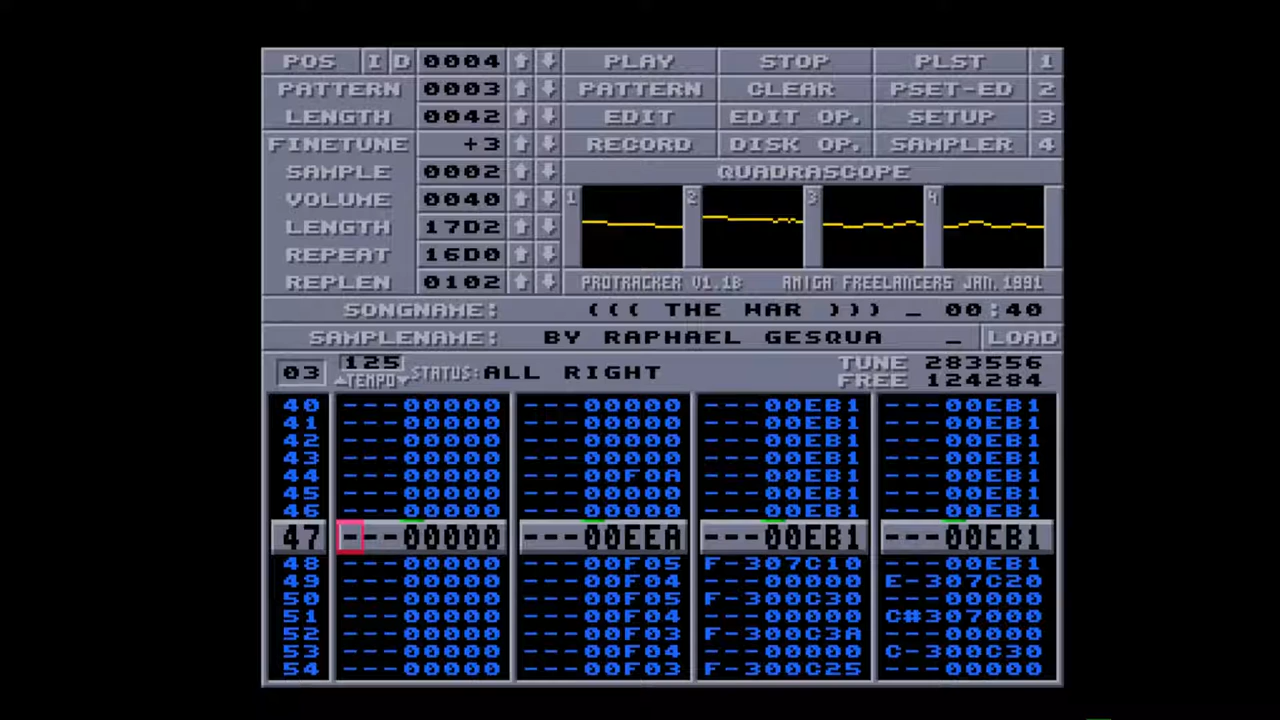 POS I D 0004 PLAY STOP PLST 1
PATTERN 0003 PATTERN CLEAR PSET-ED 2
LENGTH 0042 EDIT EDIT OP. SETUP 3
FINETUNE +3 RECORD DISK OP. SAMPLER 4
SAMPLE 0002 QUADRASCOPE
VOLUME 0040 1 2 3 4
LENGTH 17D2
REPEAT 16D0
REPLEN 0102 PROTRACKER V1.1B AMIGA FREELANCERS JAN.1991
SONGNAME: ((( THE WAR ))) _ 00:40
SAMPLENAME: BY RAPHAEL GESQUA _ LOAD
03 125 TEMPO STATUS:ALL RIGHT TUNE 283556
FREE 124284
40 ---00000 ---00000 ---00EB1 ---00EB1
41 ---00000 ---00000 ---00EB1 ---00EB1
42 ---00000 ---00000 ---00EB1 ---00EB1
43 ---00000 ---00000 ---00EB1 ---00EB1
44 ---00000 ---00F0A ---00EB1 ---00EB1
45 ---00000 ---00000 ---00EB1 ---00EB1
46 ---00000 ---00000 ---00EB1 ---00EB1
47 ---00000 ---00EEA ---00EB1 ---00EB1
48 ---00000 ---00F05 F-307C10 ---00EB1
49 ---00000 ---00F04 ---00000 E-307C20
50 ---00000 ---00F05 F-300C30 ---00000
51 ---00000 ---00F04 ---00000 C#307000
52 ---00000 ---00F03 F-300C3A ---00000
53 ---00000 ---00F04 ---00000 C-300C30
54 ---00000 ---00F03 F-300C25 ---00000